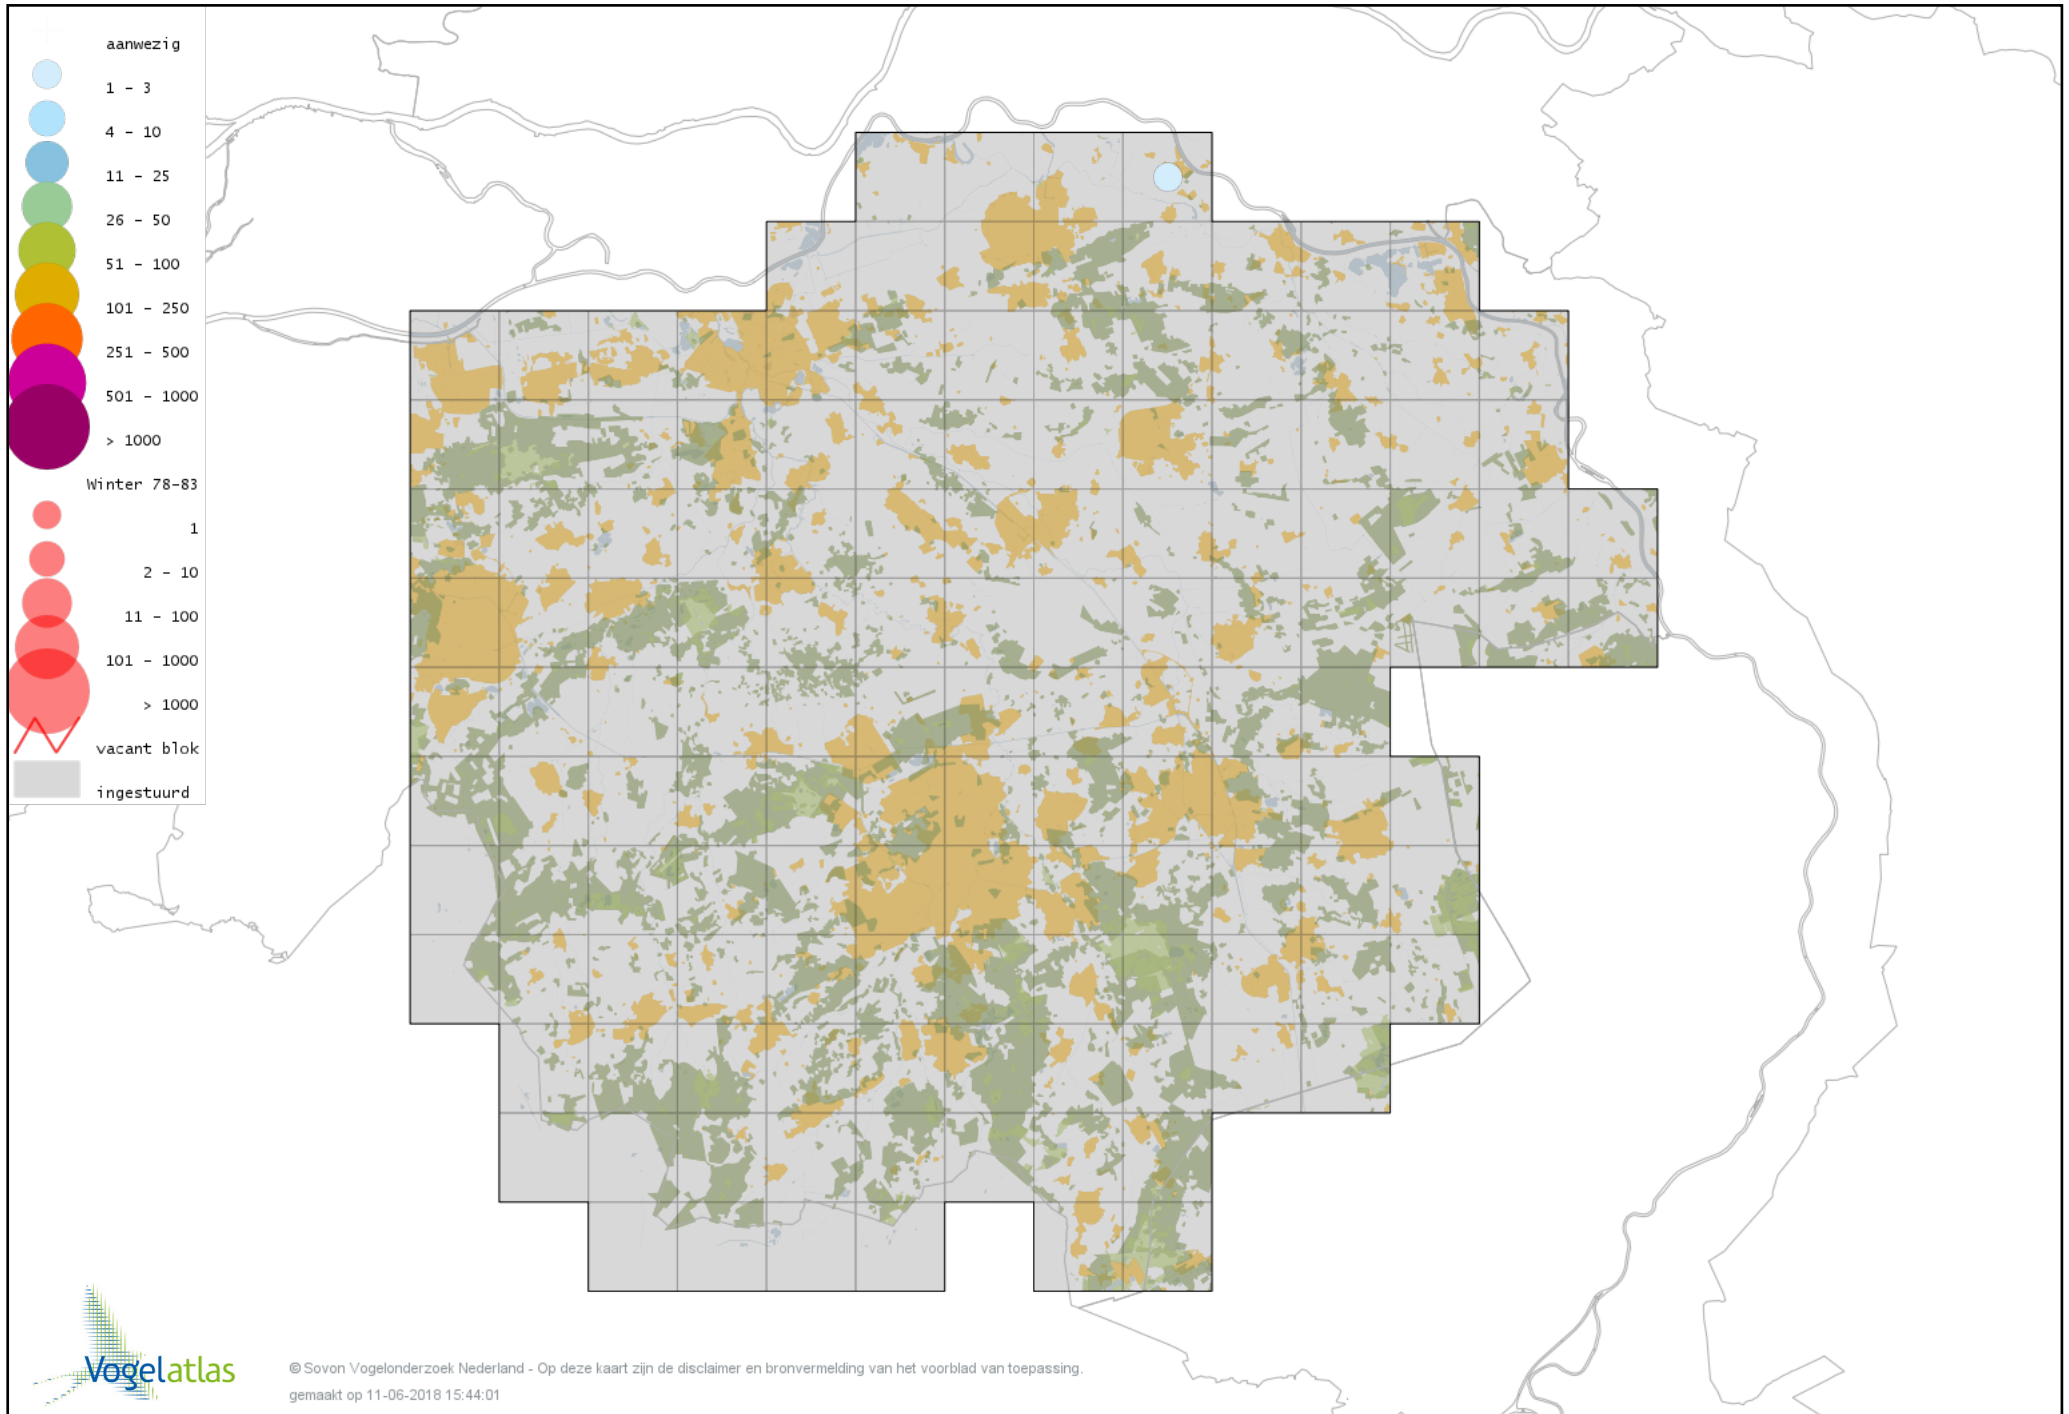 aanwezig
1 - 3
4 - 10
11 - 25
26 - 50
51 - 100
101 - 250
251 - 500
501 - 1000
> 1000
Winter 78-83
1
2 - 10
11 - 100
101 - 1000
> 1000
vacant blok
ingestuurd
Vogelatlas
© Sovon Vogelonderzoek Nederland - Op deze kaart zijn de disclaimer en bronvermelding van het voorblad van toepassing.
gemaakt op 11-06-2018 15:44:01